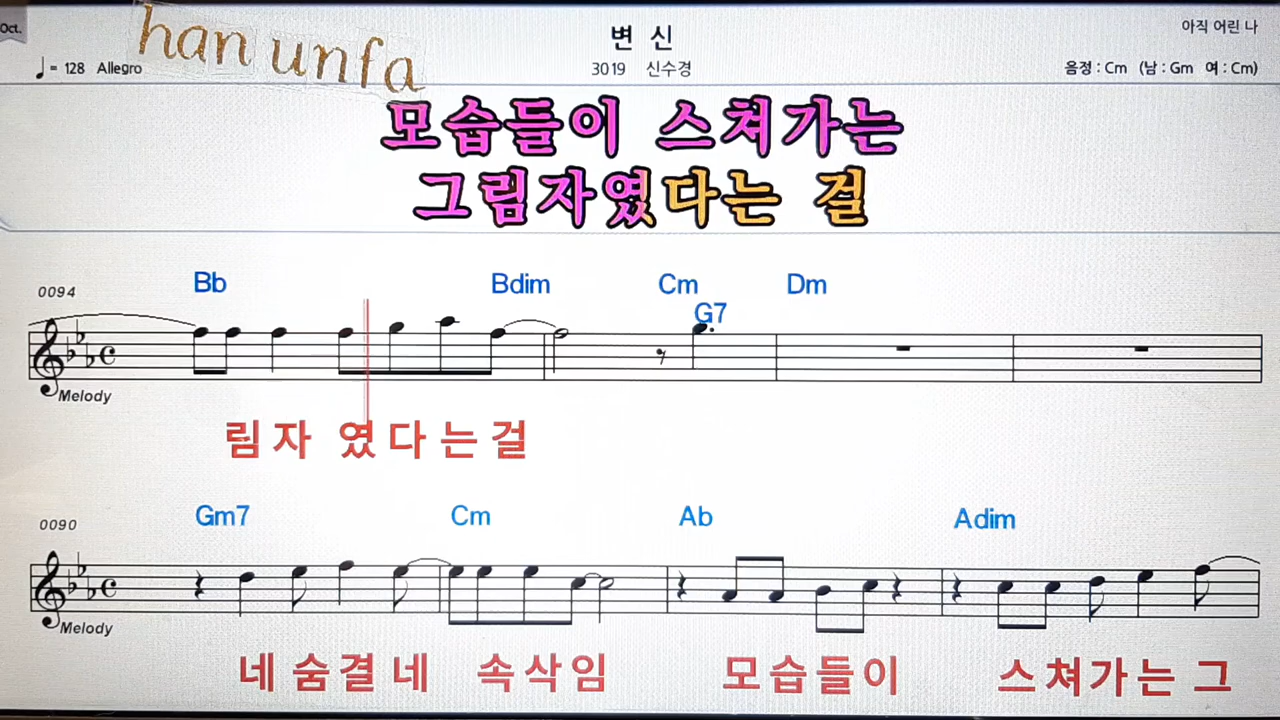 Oct.
han unfa
변 신
아직 어린 나
♩= 128 Allegro
3019 신수경
음정 : Cm (남 : Gm 여 : Cm)
모습들이 스쳐가는
그림자였다는 걸
0094
Bb Bdim Cm Dm
G7
Melody
림 자 였 다 는 걸
0090
Gm7 Cm Ab Adim
Melody
네 숨결 네 속삭임 모습들이 스쳐가는 그